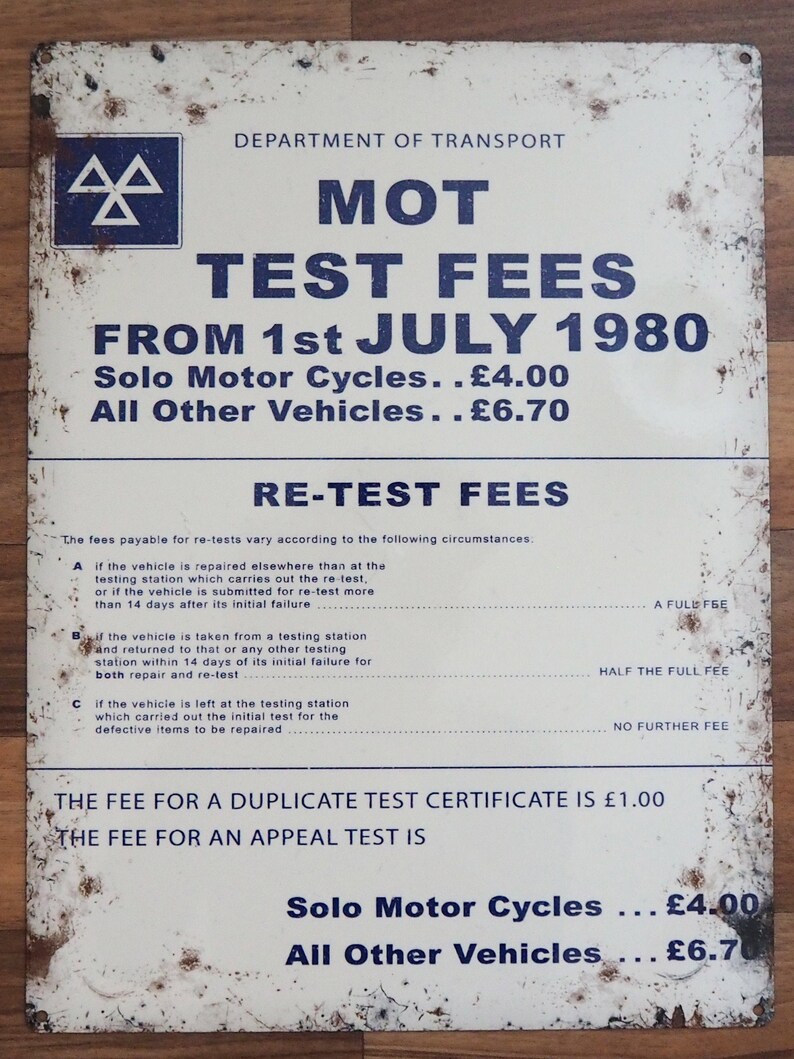 DEPARTMENT OF TRANSPORT
MOT
TEST FEES
FROM 1st JULY 1980
Solo Motor Cycles. . £4.00
All Other Vehicles. . £6.70
RE-TEST FEES
The fees payable for re-tests vary according to the following circumstances:
A if the vehicle is repaired elsewhere than at the
testing station which carries out the re-test,
or if the vehicle is submitted for re-test more
than 14 days after its initial failure ........................ A FULL FEE
B if the vehicle is taken from a testing station
and returned to that or any other testing
station within 14 days of its initial failure for
both repair and re-test ........................ HALF THE FULL FEE
C if the vehicle is left at the testing station
which carried out the initial test for the
defective items to be repaired ........................ NO FURTHER FEE
THE FEE FOR A DUPLICATE TEST CERTIFICATE IS £1.00
THE FEE FOR AN APPEAL TEST IS
Solo Motor Cycles ... £4.00
All Other Vehicles ... £6.70